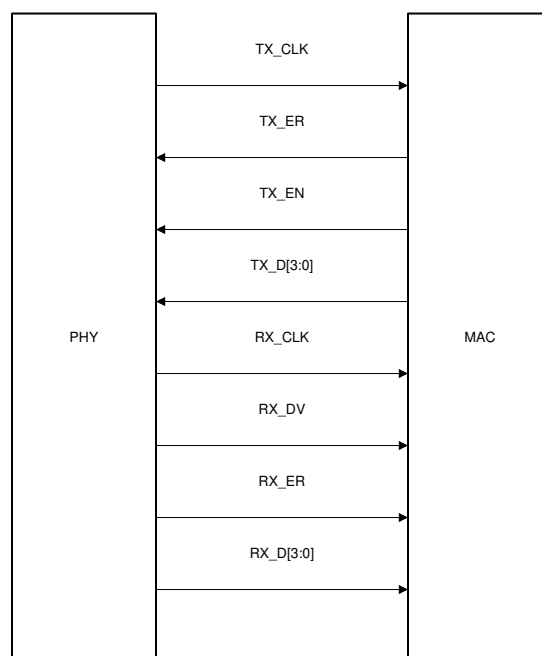 TX_CLK
TX_ER
TX_EN
TX_D[3:0]
PHY RX_CLK MAC
RX_DV
RX_ER
RX_D[3:0]